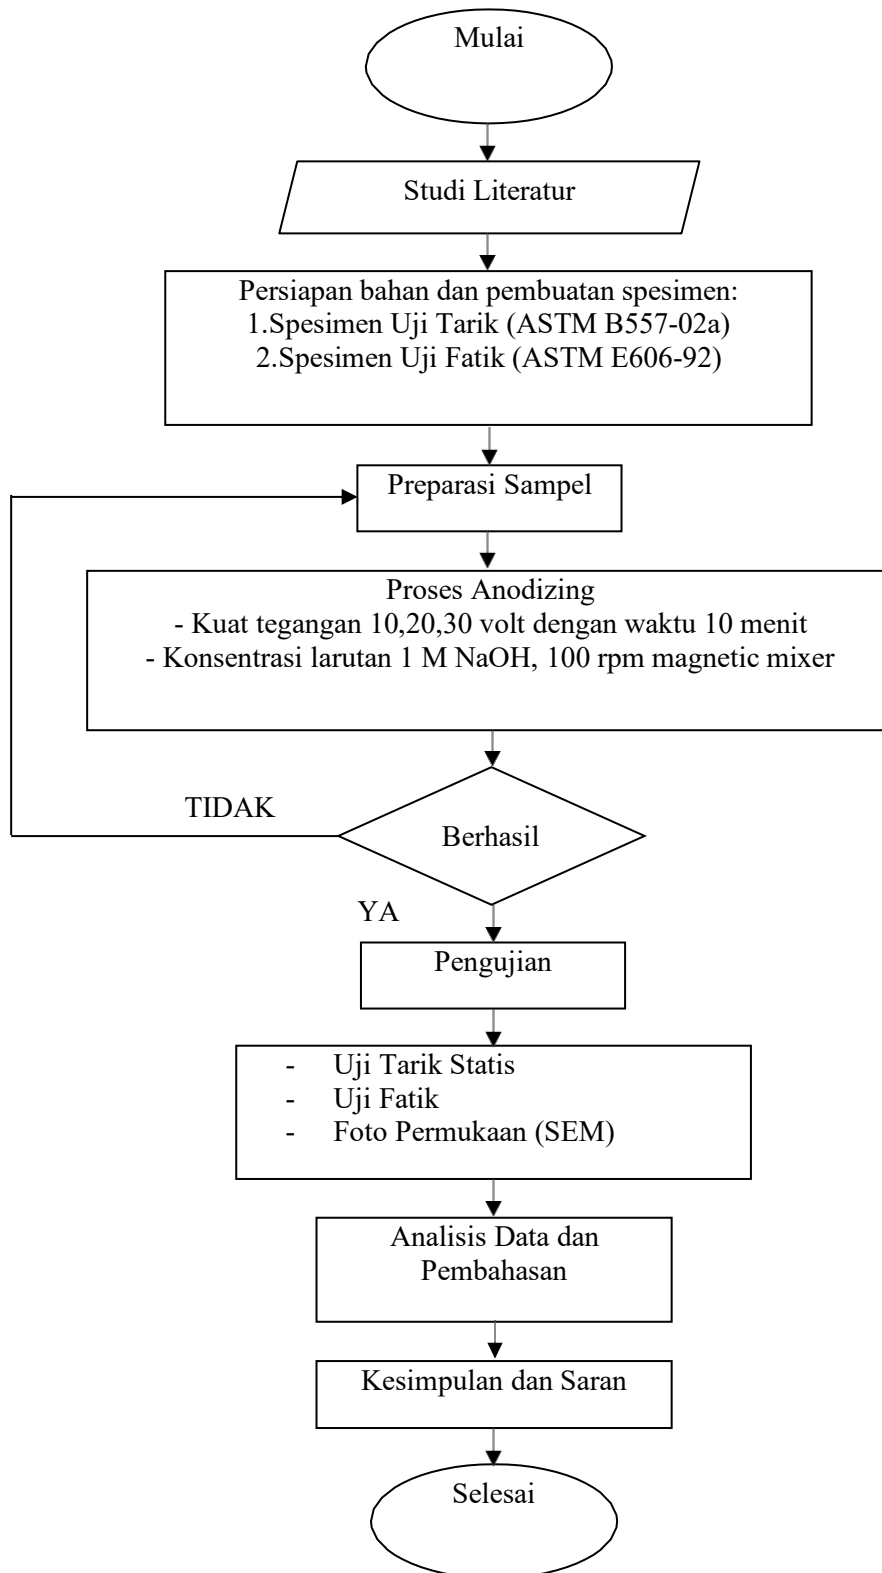 Mulai
Studi Literatur
Persiapan bahan dan pembuatan spesimen:
1.Spesimen Uji Tarik (ASTM B557-02a)
2.Spesimen Uji Fatik (ASTM E606-92)
Preparasi Sampel
Proses Anodizing
- Kuat tegangan 10,20,30 volt dengan waktu 10 menit
- Konsentrasi larutan 1 M NaOH, 100 rpm magnetic mixer
TIDAK
Berhasil
YA
Pengujian
- Uji Tarik Statis
- Uji Fatik
- Foto Permukaan (SEM)
Analisis Data dan
Pembahasan
Kesimpulan dan Saran
Selesai